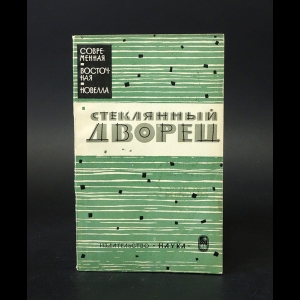 СОВРЕ-
МЕННАЯ
ВОСТОЧ-
НАЯ
НОВЕЛЛА
СТЕКЛЯННЫЙ
ДВОРЕЦ
ИЗДАТЕЛЬСТВО • НАУКА